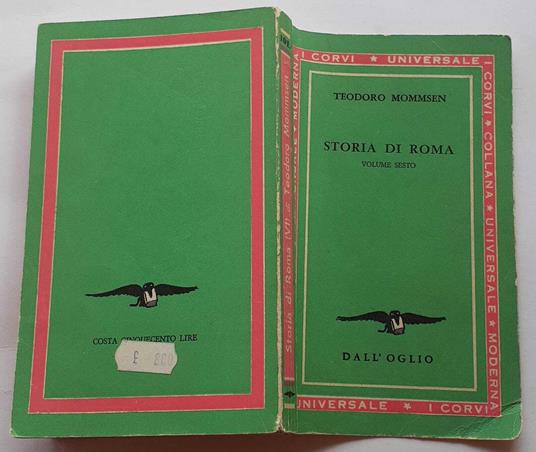 COSTA CINQUECENTO LIRE
£
Storia di Roma (VI) di Teodoro Mommsen
MODERNA
I CORVI ★ UNIVERSALE
I CORVI ★ COLLANA ★ UNIVERSALE ★ MODERNA
TEODORO MOMMSEN
STORIA DI ROMA
VOLUME SESTO
DALL'OGLIO
UNIVERSALE ★ I CORVI